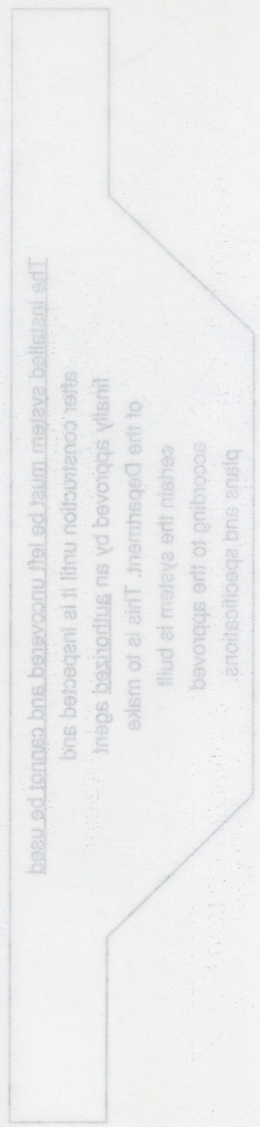 The installed system must be left uncovered and cannot be used
after construction until it is inspected and
finally approved by an authorized agent
of the Department. This is to make
certain the system is built
according to the approved
plans and specifications.